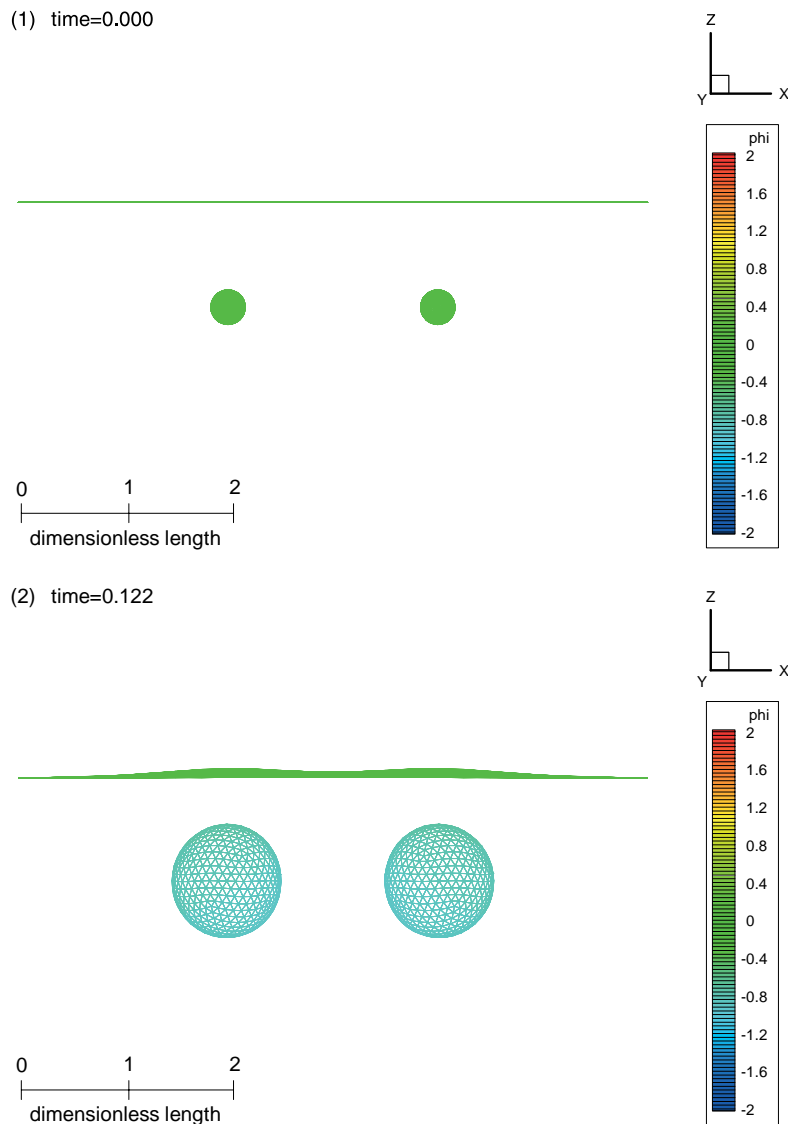 (1) time=0.000
Z
Y
X
phi
2
1.6
1.2
0.8
0.4
0
-0.4
-0.8
-1.2
-1.6
-2
0 1 2
dimensionless length
(2) time=0.122
Z
Y
X
phi
2
1.6
1.2
0.8
0.4
0
-0.4
-0.8
-1.2
-1.6
-2
0 1 2
dimensionless length